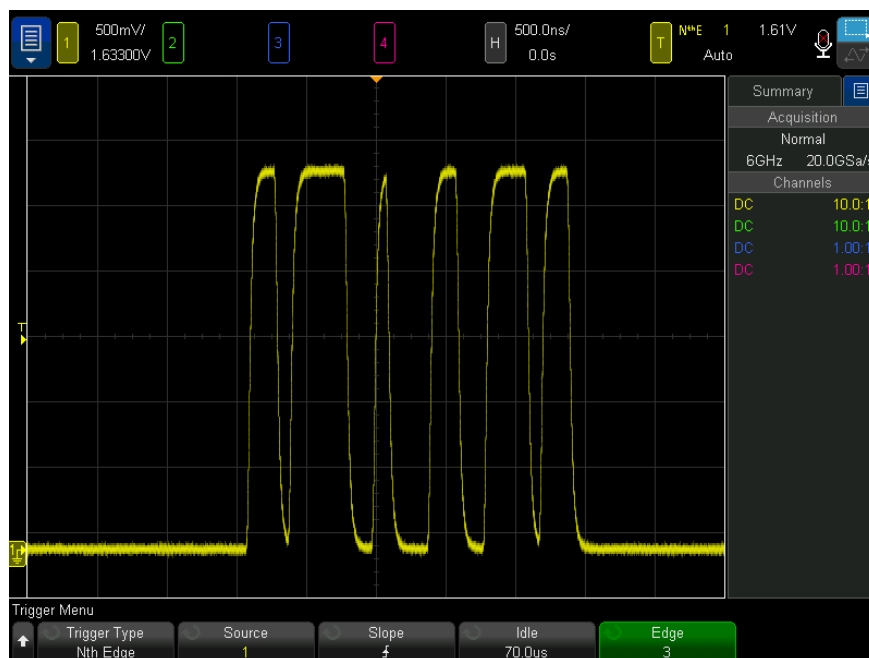 1 500mV/ 2 3 4 H 500.0ns/ T NthE 1 1.61V
1.63300V 0.0s Auto
Summary
Acquisition
Normal
6GHz 20.0GSa/s
Channels
DC 10.0:1
DC 10.0:1
DC 1.00:1
DC 1.00:1
T
1
Trigger Menu
Trigger Type Source Slope Idle Edge
Nth Edge 1 70.0us 3